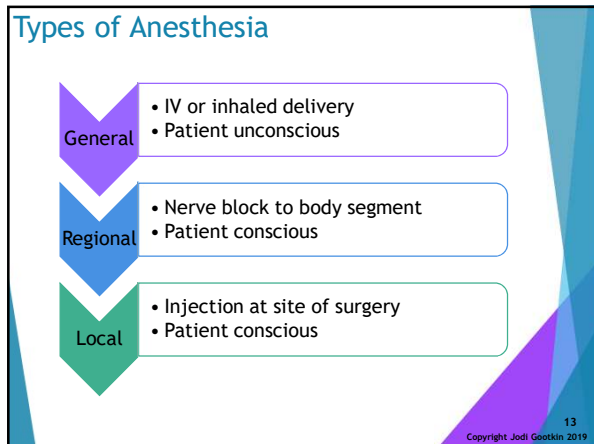 Types of Anesthesia
General
• IV or inhaled delivery
• Patient unconscious
Regional
• Nerve block to body segment
• Patient conscious
Local
• Injection at site of surgery
• Patient conscious
13
Copyright Jodi Gootkin 2019